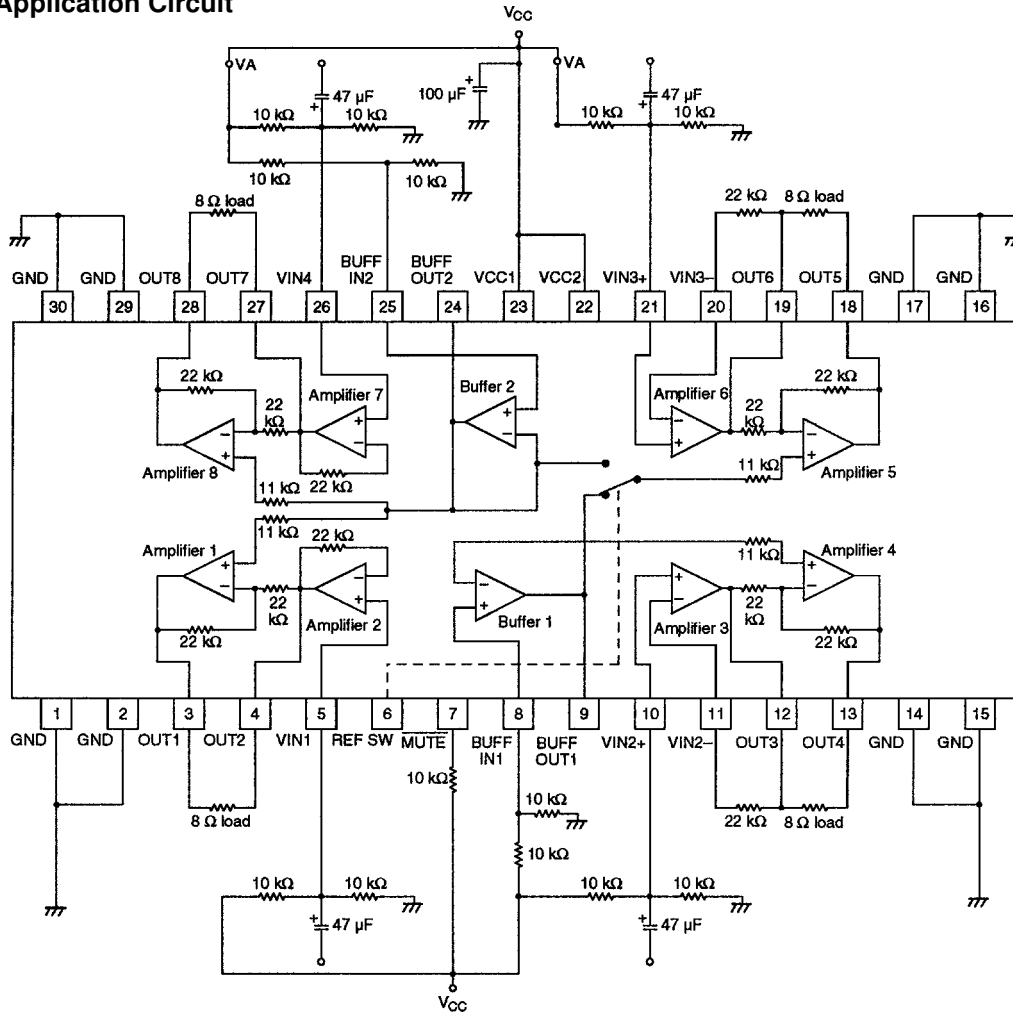 Application Circuit
VCC
VA
VA
47 µF
100 µF
47 µF
10 kΩ
10 kΩ
10 kΩ
10 kΩ
10 kΩ
10 kΩ
8 Ω load
22 kΩ
8 Ω load
GND
GND
OUT8
OUT7
VIN4
BUFF IN2
BUFF OUT2
VCC1
VCC2
VIN3+
VIN3−
OUT6
OUT5
GND
GND
30
29
28
27
26
25
24
23
22
21
20
19
18
17
16
22 kΩ
22 kΩ
Amplifier 7
Buffer 2
Amplifier 6
22 kΩ
22 kΩ
+
−
−
+
+
−
−
+
−
+
Amplifier 8
22 kΩ
11 kΩ
Amplifier 5
11 kΩ
11 kΩ
Amplifier 1
22 kΩ
11 kΩ
Amplifier 4
+
−
−
+
−
+
+
−
+
−
22 kΩ
22 kΩ
Amplifier 2
Buffer 1
Amplifier 3
22 kΩ
22 kΩ
1
2
3
4
5
6
7
8
9
10
11
12
13
14
15
GND
GND
OUT1
OUT2
VIN1
REF SW
MUTE
BUFF IN1
BUFF OUT1
VIN2+
VIN2−
OUT3
OUT4
GND
GND
10 kΩ
10 kΩ
8 Ω load
22 kΩ
8 Ω load
10 kΩ
10 kΩ
10 kΩ
10 kΩ
10 kΩ
+
47 µF
+
47 µF
VCC